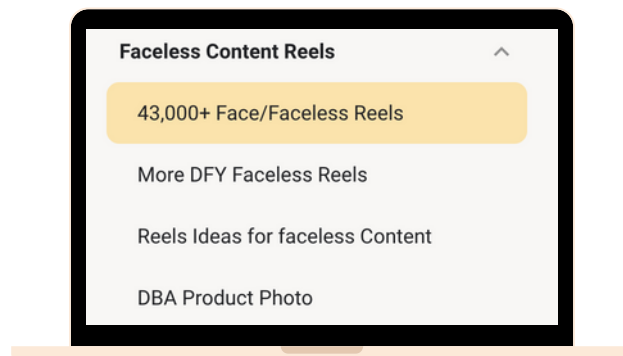 Faceless Content Reels
43,000+ Face/Faceless Reels
More DFY Faceless Reels
Reels Ideas for faceless Content
DBA Product Photo